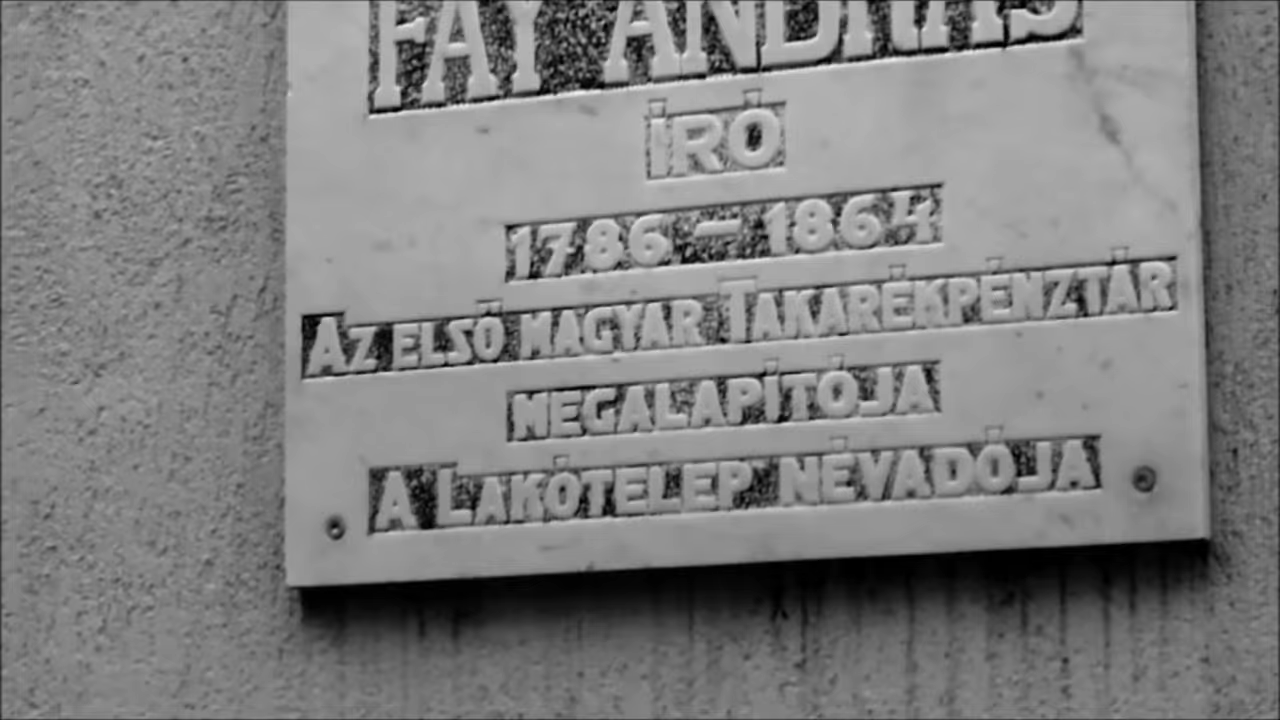 FÁY ANDRÁS
ÍRÓ
1786 – 1864
AZ ELSŐ MAGYAR TAKARÉKPÉNZTÁR
MEGALAPÍTÓJA
A LAKÓTELEP NÉVADÓJA